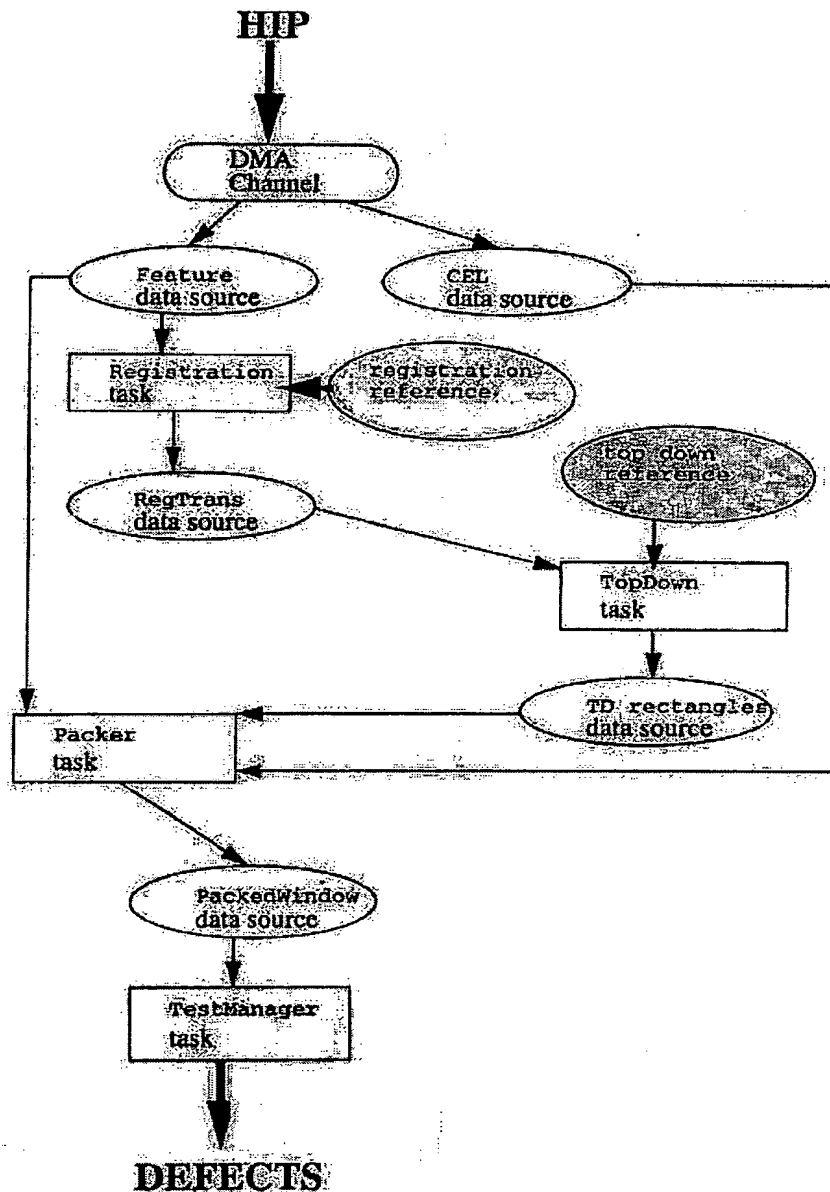 HIP
DMA
Channel
Feature
data source
CEL
data source
Registration
task
registration
reference
top down
reference
RegTrans
data source
TopDown
task
TD rectangles
data source
Packer
task
PackedWindow
data source
TestManager
task
DEFECTS